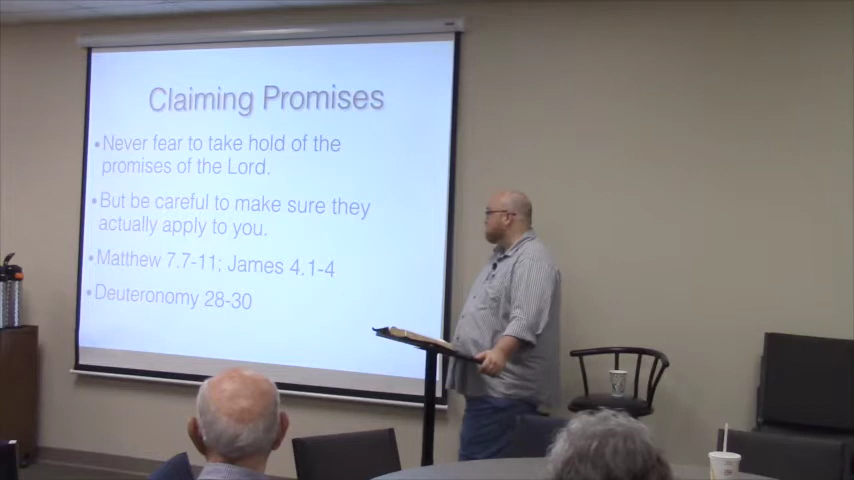 Claiming Promises
•Never fear to take hold of the
promises of the Lord.
•But be careful to make sure they
actually apply to you.
•Matthew 7.7-11; James 4.1-4
•Deuteronomy 28-30